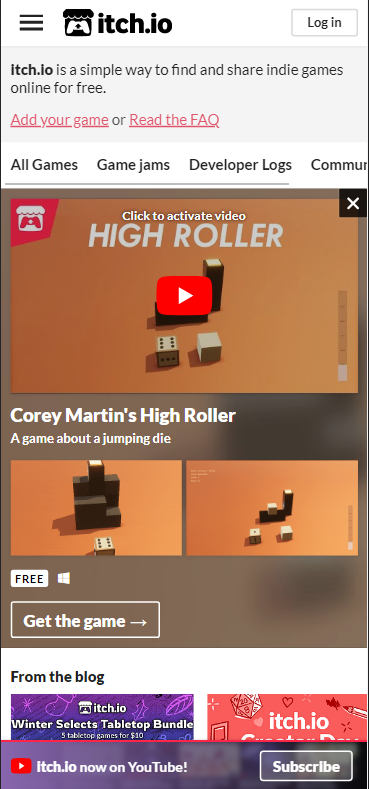 itch.io
Log in
itch.io is a simple way to find and share indie games
online for free.
Add your game or Read the FAQ
All Games Game jams Developer Logs Commun
Click to activate video
HIGH ROLLER
Corey Martin's High Roller
A game about a jumping die
FREE
Get the game →
From the blog
itch.io
Winter Selects Tabletop Bundle
5 tabletop games for $10
itch.io
Creator Day
itch.io now on YouTube!
Subscribe